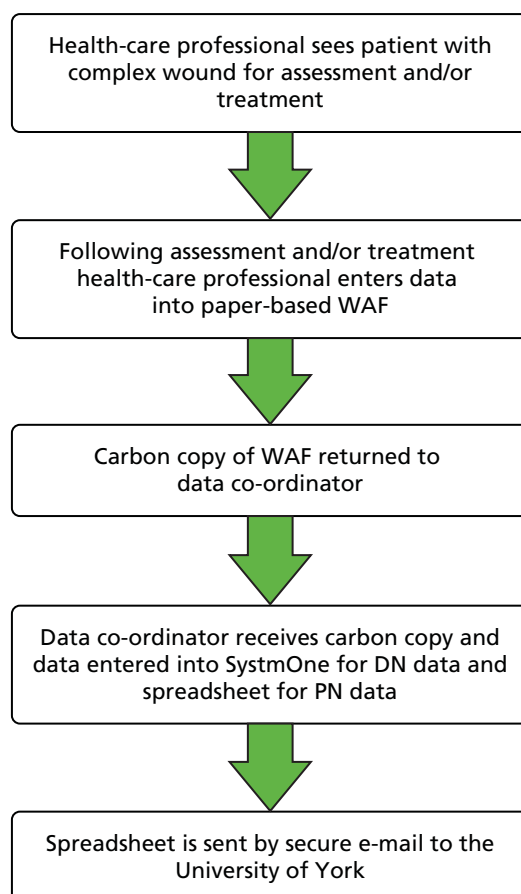 Health-care professional sees patient with
complex wound for assessment and/or
treatment
Following assessment and/or treatment
health-care professional enters data
into paper-based WAF
Carbon copy of WAF returned to
data co-ordinator
Data co-ordinator receives carbon copy and
data entered into SystmOne for DN data and
spreadsheet for PN data
Spreadsheet is sent by secure e-mail to the
University of York